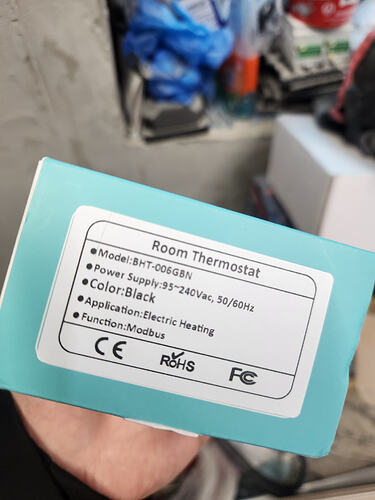 Room Thermostat
●Model:BHT-006GBN
●Power Supply:95~240Vac, 50/60Hz
●Color:Black
●Application:Electric Heating
●Function:Modbus
CE RoHS FC